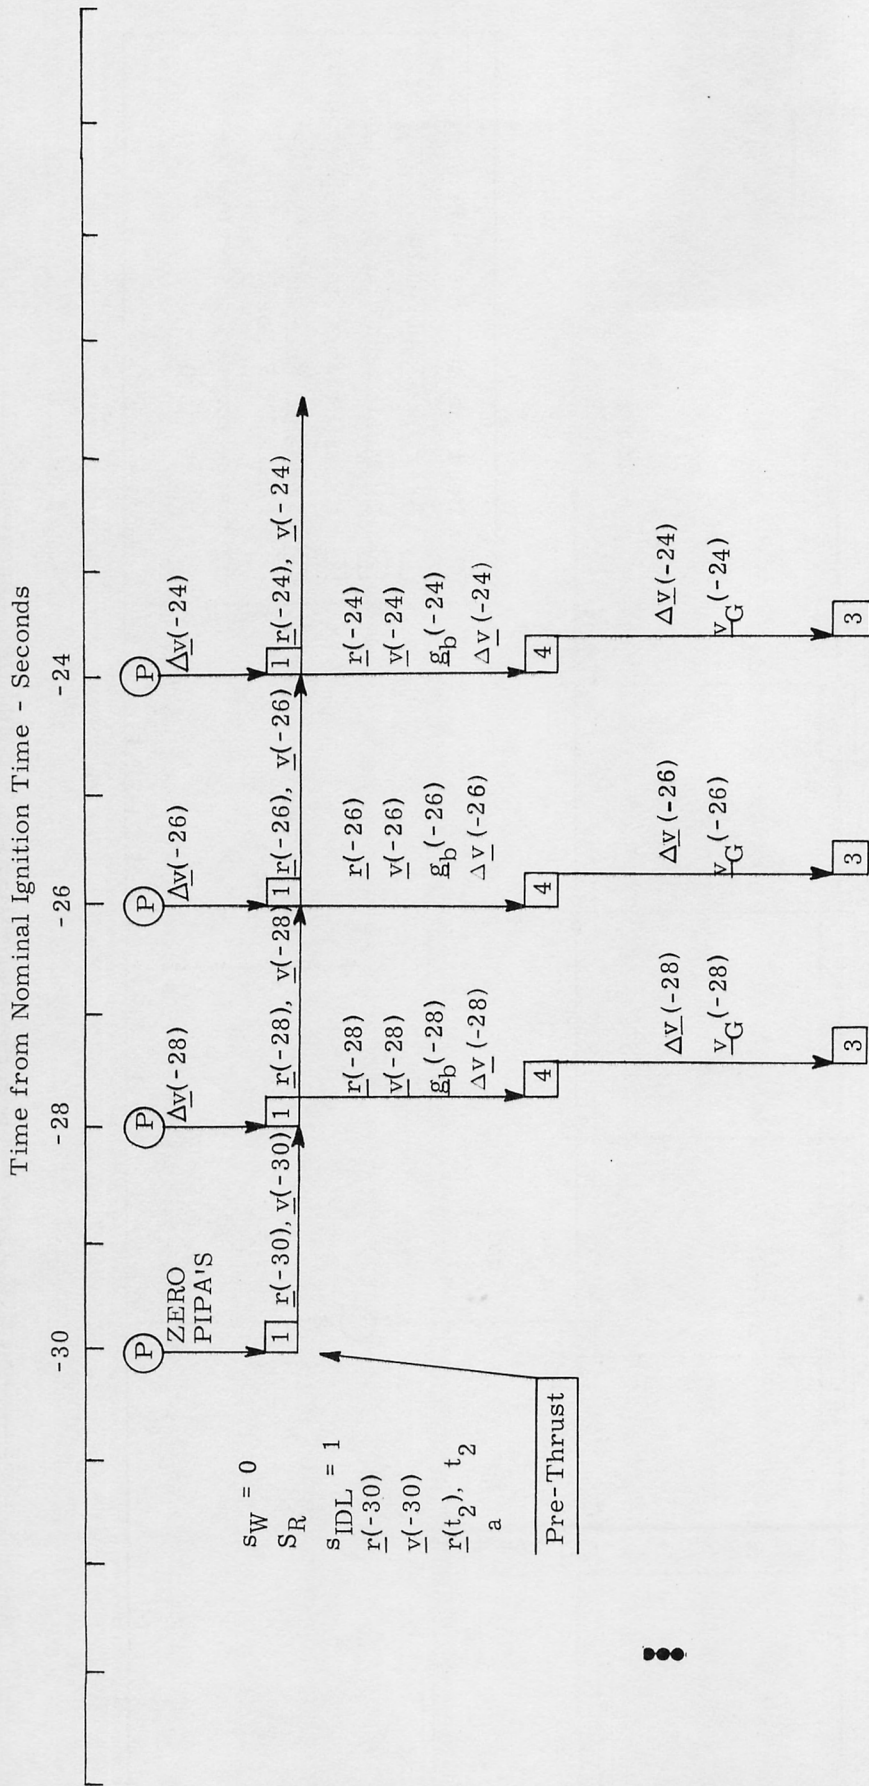 Time from Nominal Ignition Time - Seconds
-30 -28 -26 -24
P P P P
ZERO
PIPA'S
Δv(-28) Δv(-26) Δv(-24)
s_W = 0
S_R
s_IDL = 1
r(-30)
v(-30)
r(t_2), t_2
a
Pre-Thrust
1 r(-30), v(-30) 1 r(-28), v(-28) 1 r(-26), v(-26) 1 r(-24), v(-24)
r(-28) r(-26) r(-24)
v(-28) v(-26) v(-24)
g_b(-28) g_b(-26) g_b(-24)
Δv(-28) Δv(-26) Δv(-24)
4 4 4
Δv(-28) Δv(-26) Δv(-24)
v_G(-28) v_G(-26) v_G(-24)
3 3 3